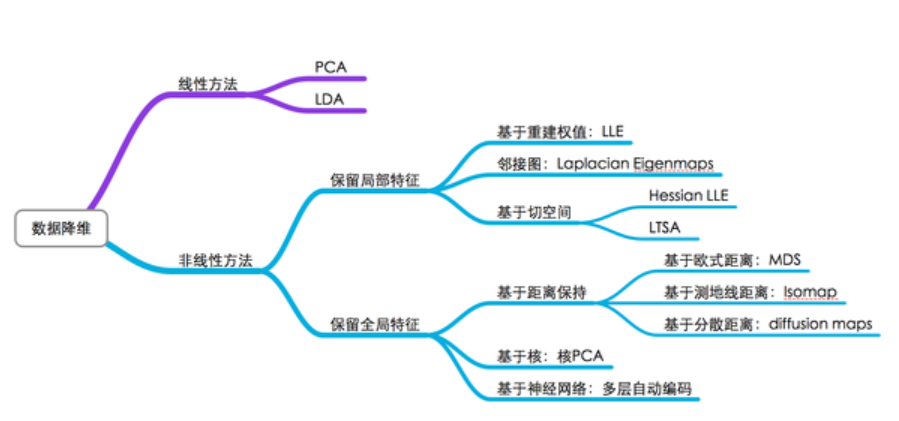 数据降维
线性方法
PCA
LDA
非线性方法
保留局部特征
基于重建权值：LLE
邻接图：Laplacian Eigenmaps
基于切空间
Hessian LLE
LTSA
保留全局特征
基于距离保持
基于欧式距离：MDS
基于测地线距离：Isomap
基于分散距离：diffusion maps
基于核：核PCA
基于神经网络：多层自动编码